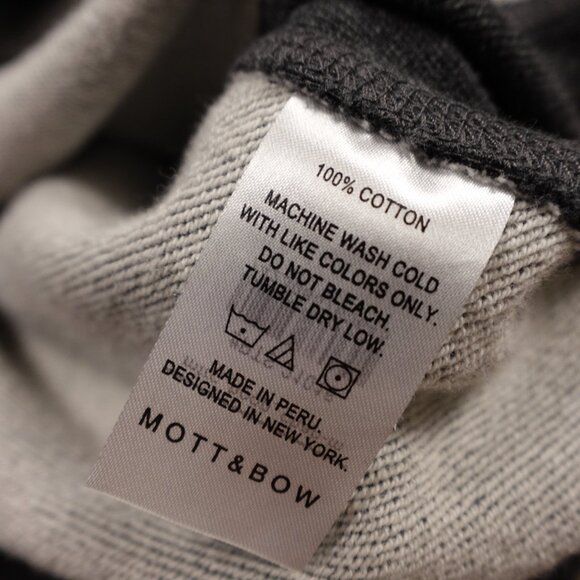 100% COTTON
MACHINE WASH COLD
WITH LIKE COLORS ONLY.
DO NOT BLEACH.
TUMBLE DRY LOW.
MADE IN PERU.
DESIGNED IN NEW YORK.
MOTT&BOW